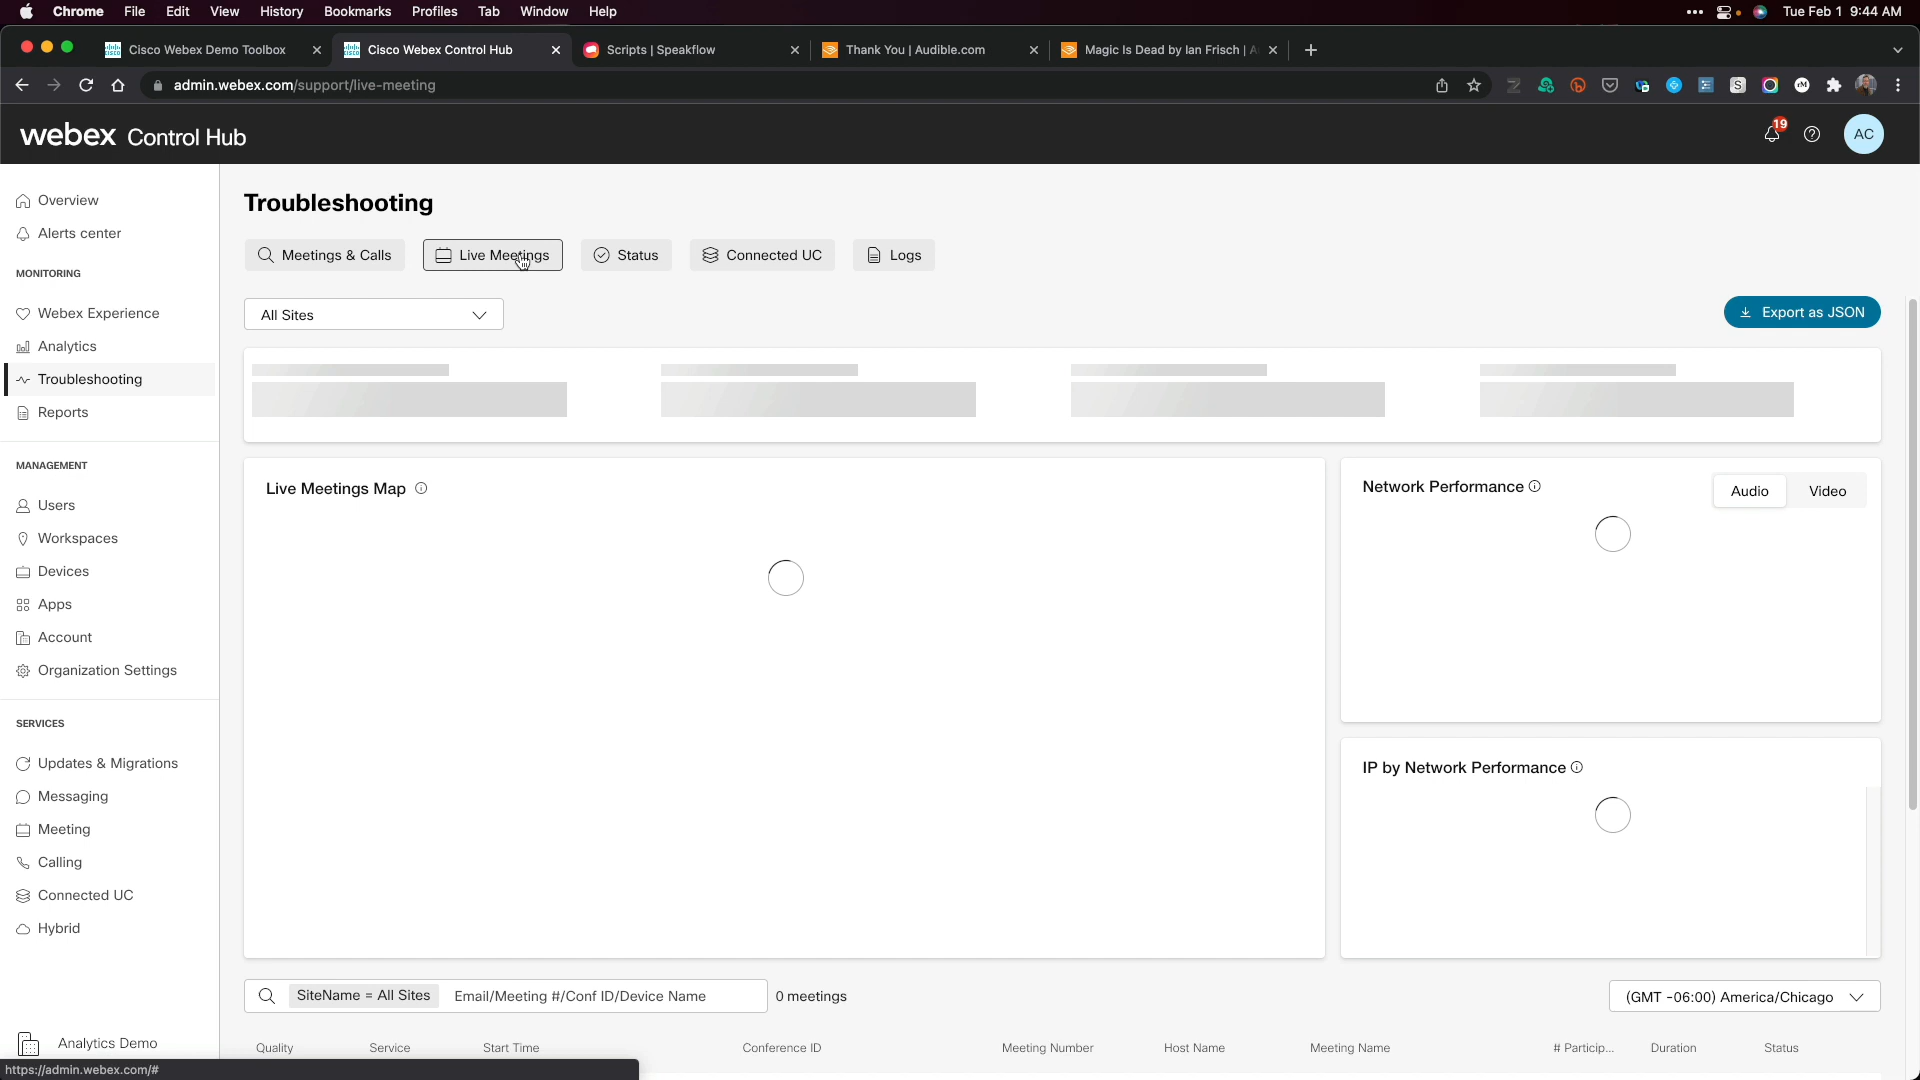 Chrome File Edit View History Bookmarks Profiles Tab Window Help Tue Feb 1 9:44 AM
Cisco Webex Demo Toolbox Cisco Webex Control Hub Scripts | Speakflow Thank You | Audible.com Magic Is Dead by Ian Frisch |
admin.webex.com/support/live-meeting
webex Control Hub 19 AC
Overview
Alerts center
MONITORING
Webex Experience
Analytics
Troubleshooting
Reports
MANAGEMENT
Users
Workspaces
Devices
Apps
Account
Organization Settings
SERVICES
Updates & Migrations
Messaging
Meeting
Calling
Connected UC
Hybrid
Analytics Demo
https://admin.webex.com/#
Troubleshooting
Meetings & Calls Live Meetings Status Connected UC Logs
All Sites Export as JSON
Live Meetings Map
Network Performance Audio Video
IP by Network Performance
SiteName = All Sites Email/Meeting #/Conf ID/Device Name 0 meetings (GMT -06:00) America/Chicago
Quality Service Start Time Conference ID Meeting Number Host Name Meeting Name # Particip... Duration Status